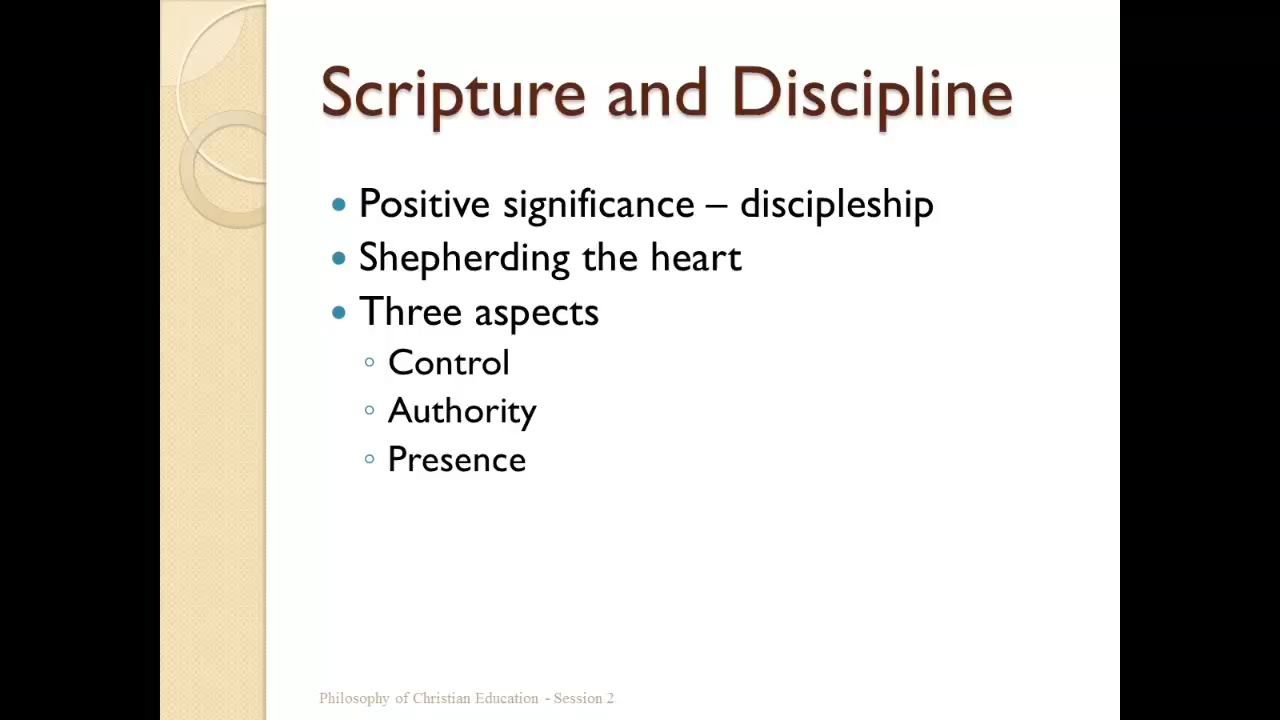 Scripture and Discipline
• Positive significance – discipleship
• Shepherding the heart
• Three aspects
◦ Control
◦ Authority
◦ Presence
Philosophy of Christian Education - Session 2